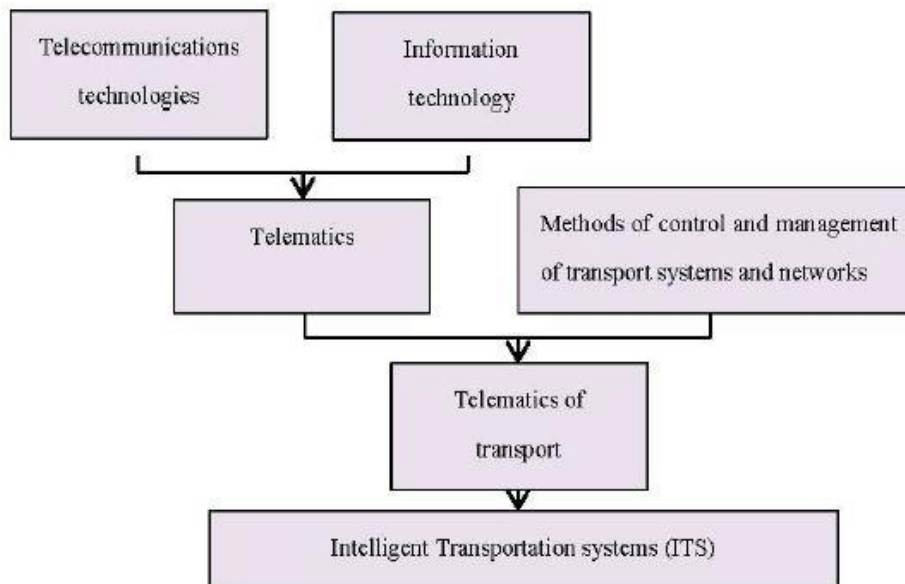 Telecommunications
technologies
Information
technology
Telematics
Methods of control and management
of transport systems and networks
Telematics of
transport
Intelligent Transportation systems (ITS)